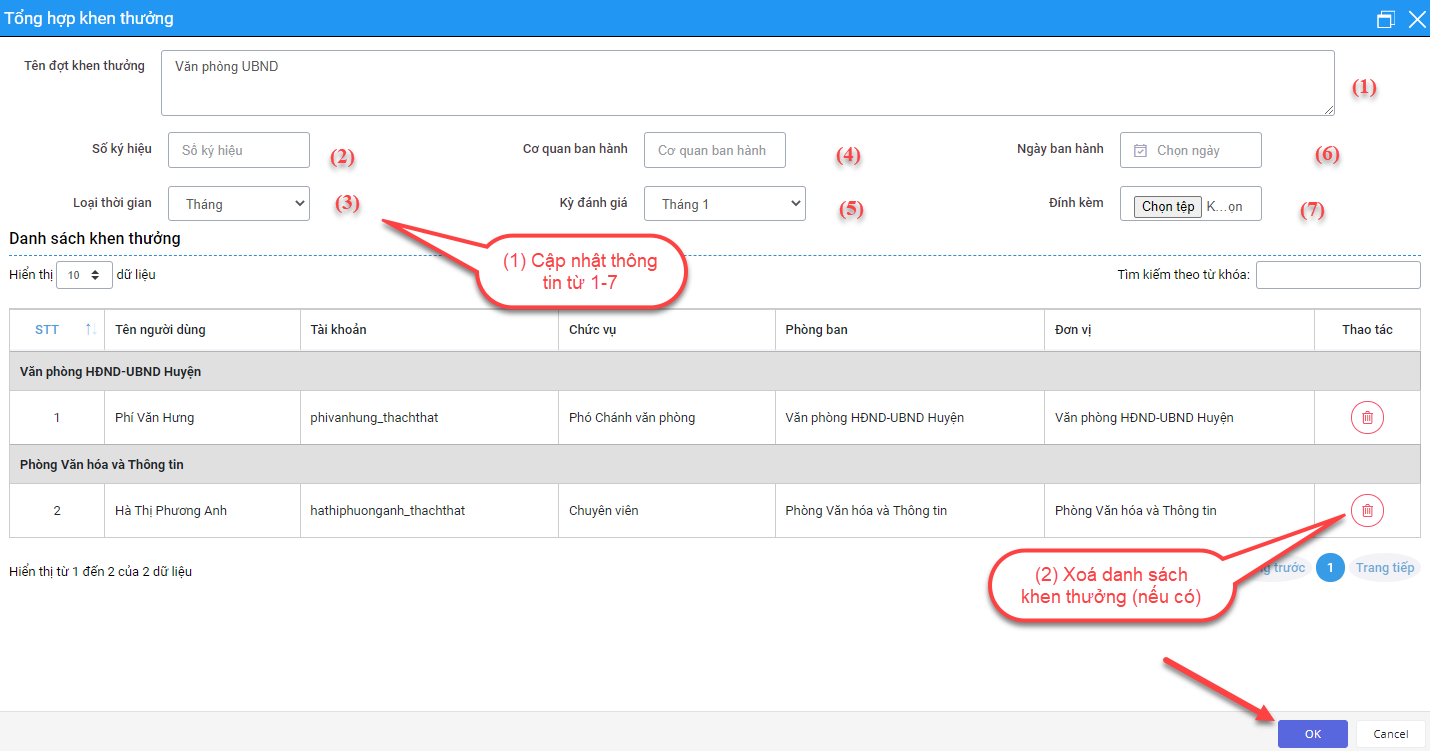 Tổng hợp khen thưởng
Tên đợt khen thưởng
Văn phòng UBND
(1)
Số ký hiệu
Số ký hiệu
(2)
Cơ quan ban hành
Cơ quan ban hành
(4)
Ngày ban hành
Chọn ngày
(6)
Loại thời gian
Tháng
(3)
Kỳ đánh giá
Tháng 1
(5)
Đính kèm
Chọn tệp K...ọn
(7)
Danh sách khen thưởng
(1) Cập nhật thông
tin từ 1-7
Hiển thị 10 dữ liệu
Tìm kiếm theo từ khóa:
STT Tên người dùng Tài khoản Chức vụ Phòng ban Đơn vị Thao tác
Văn phòng HĐND-UBND Huyện
1 Phí Văn Hưng phivanhung_thachthat Phó Chánh văn phòng Văn phòng HĐND-UBND Huyện Văn phòng HĐND-UBND Huyện
Phòng Văn hóa và Thông tin
2 Hà Thị Phương Anh hathiphuonganh_thachthat Chuyên viên Phòng Văn hóa và Thông tin Phòng Văn hóa và Thông tin
Hiển thị từ 1 đến 2 của 2 dữ liệu
(2) Xoá danh sách
khen thưởng (nếu có)
trước 1 Trang tiếp
OK Cancel